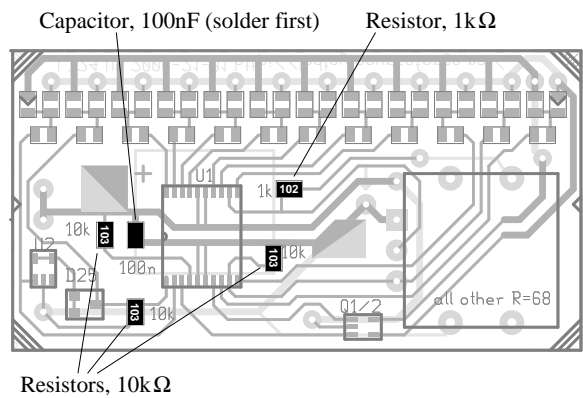 Capacitor, 100nF (solder first)
Resistor, 1kΩ
U1
1k
102
10k
103
100n
103
10k
D25
103
10k
Q1/2
all other R=68
Resistors, 10kΩ